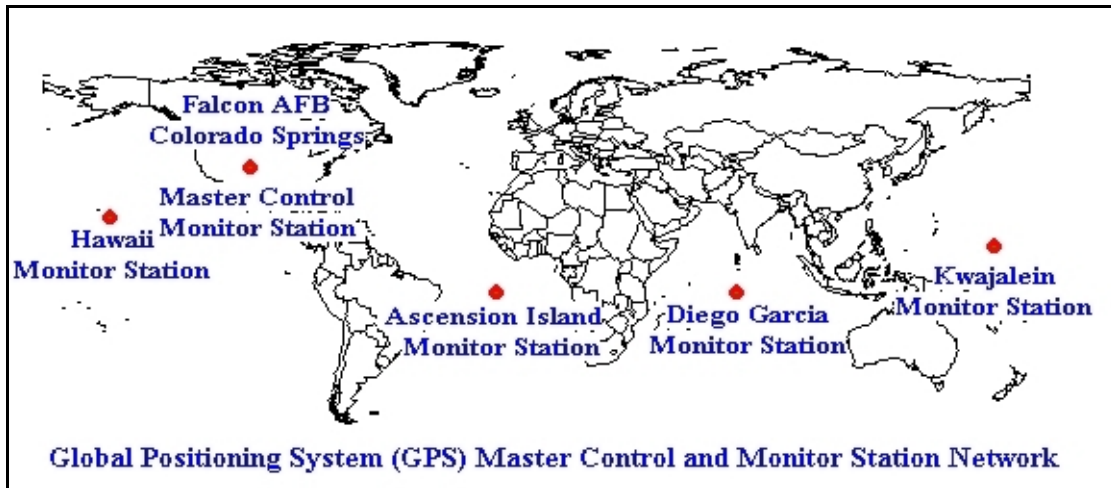 Falcon AFB
Colorado Springs
Master Control
Monitor Station
Hawaii
Monitor Station
Ascension Island
Monitor Station
Diego Garcia
Monitor Station
Kwajalein
Monitor Station
Global Positioning System (GPS) Master Control and Monitor Station Network